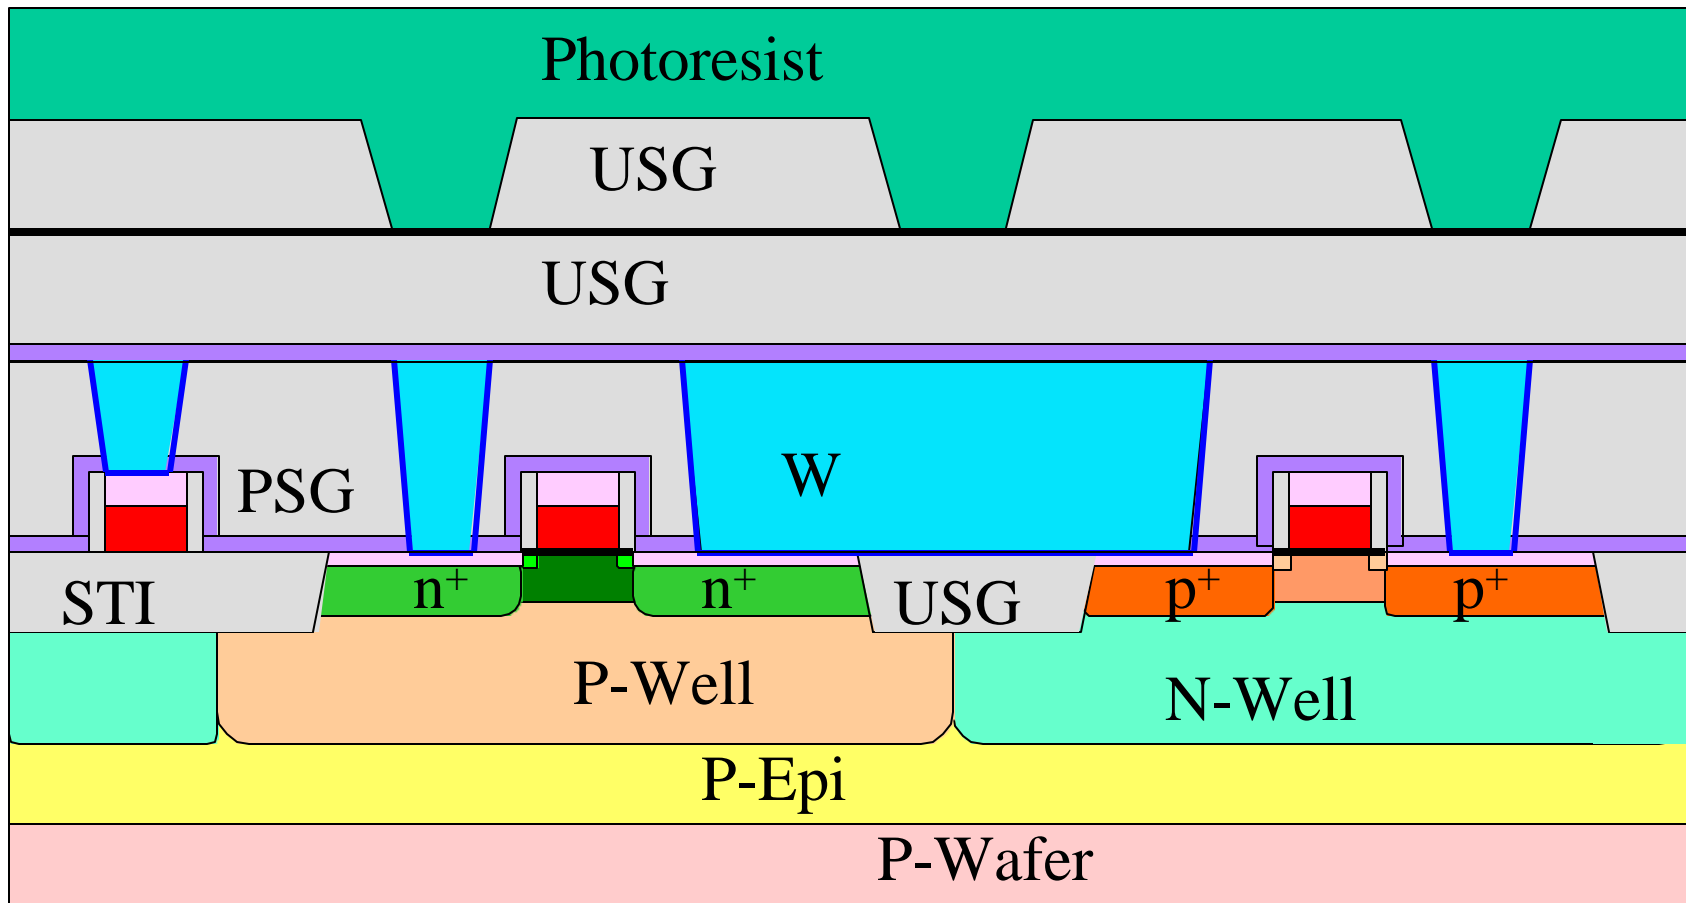 Photoresist
USG
USG
W
PSG
STI
n⁺
n⁺
USG
p⁺
p⁺
P-Well
N-Well
P-Epi
P-Wafer